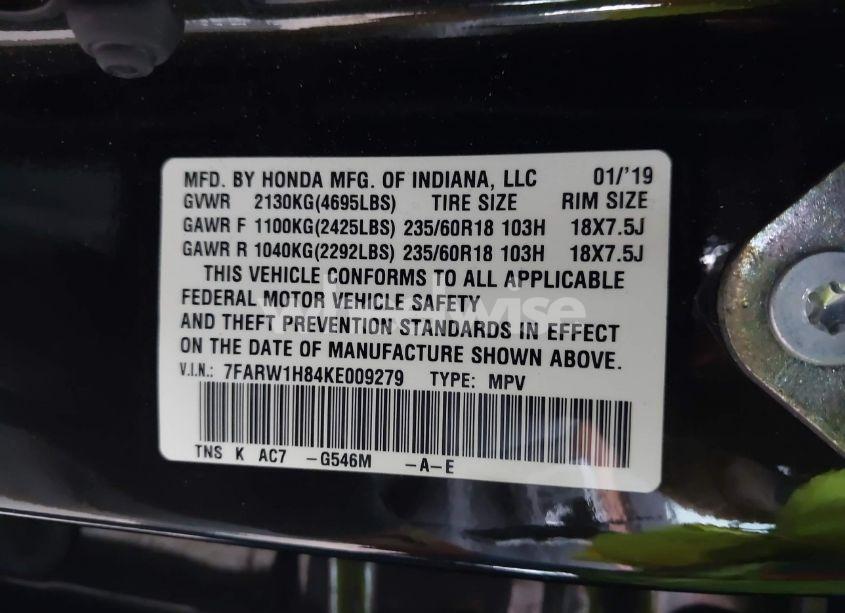 MFD. BY HONDA MFG. OF INDIANA, LLC 01/'19
GVWR 2130KG(4695LBS) TIRE SIZE RIM SIZE
GAWR F 1100KG(2425LBS) 235/60R18 103H 18X7.5J
GAWR R 1040KG(2292LBS) 235/60R18 103H 18X7.5J
THIS VEHICLE CONFORMS TO ALL APPLICABLE
FEDERAL MOTOR VEHICLE SAFETY
AND THEFT PREVENTION STANDARDS IN EFFECT
ON THE DATE OF MANUFACTURE SHOWN ABOVE.
V.I.N.: 7FARW1H84KE009279 TYPE: MPV
TNS K AC7 -G546M -A-E